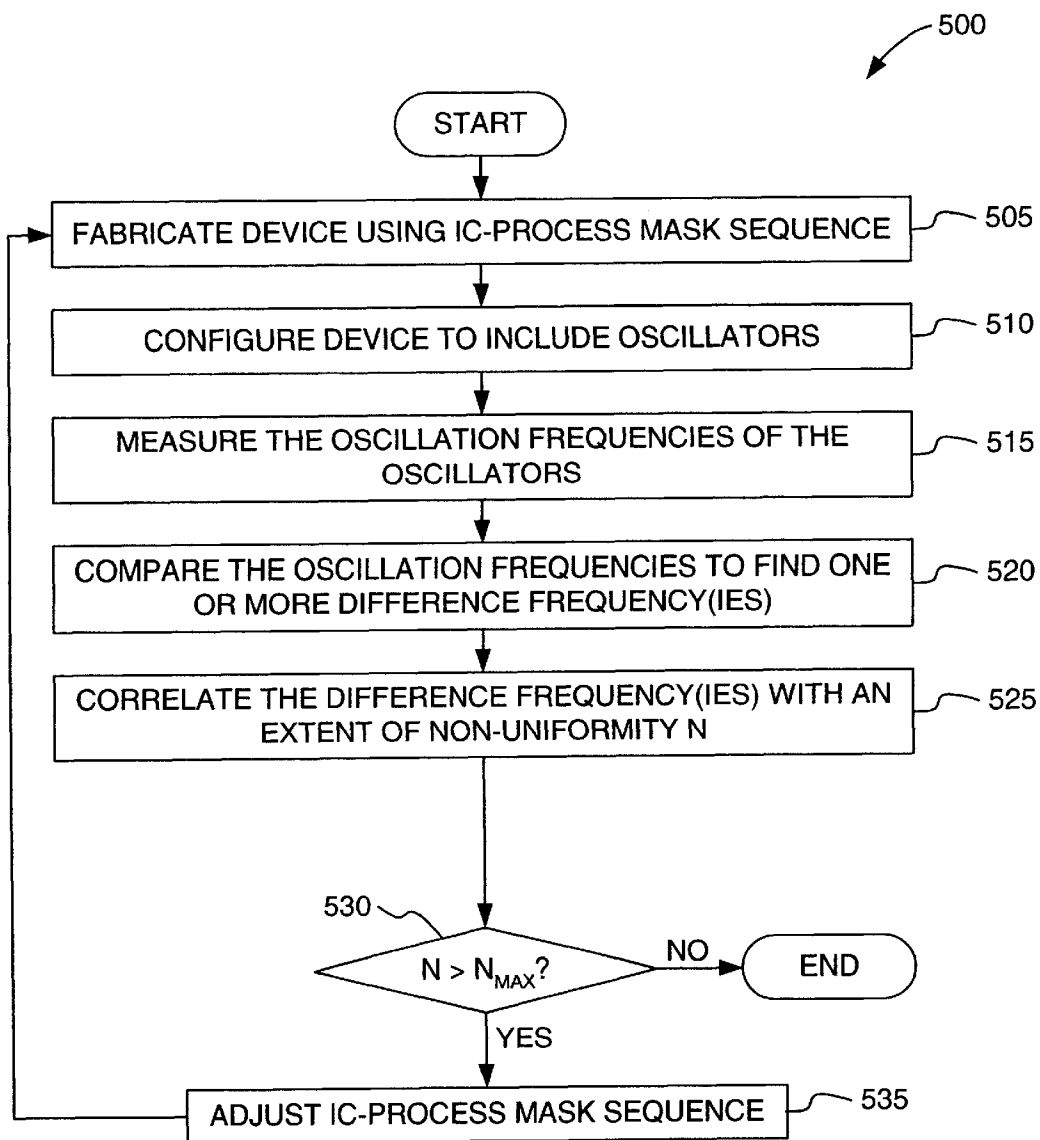 500
START
FABRICATE DEVICE USING IC-PROCESS MASK SEQUENCE
505
CONFIGURE DEVICE TO INCLUDE OSCILLATORS
510
MEASURE THE OSCILLATION FREQUENCIES OF THE
OSCILLATORS
515
COMPARE THE OSCILLATION FREQUENCIES TO FIND ONE
OR MORE DIFFERENCE FREQUENCY(IES)
520
CORRELATE THE DIFFERENCE FREQUENCY(IES) WITH AN
EXTENT OF NON-UNIFORMITY N
525
530
N > NMAX?
NO
END
YES
ADJUST IC-PROCESS MASK SEQUENCE
535